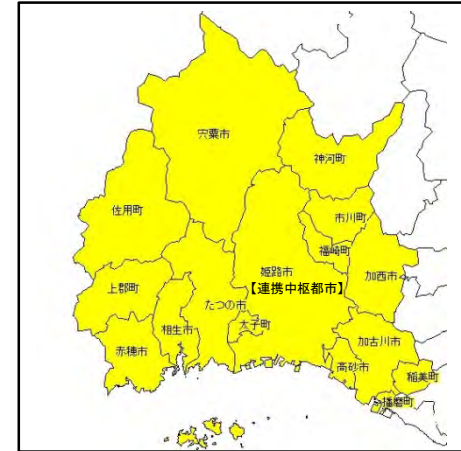 宍粟市
神河町
佐用町
市川町
福崎町
姫路市
【連携中枢都市】
加西市
上郡町
たつの市
太子町
相生市
赤穂市
加古川市
高砂市
稲美町
播磨町